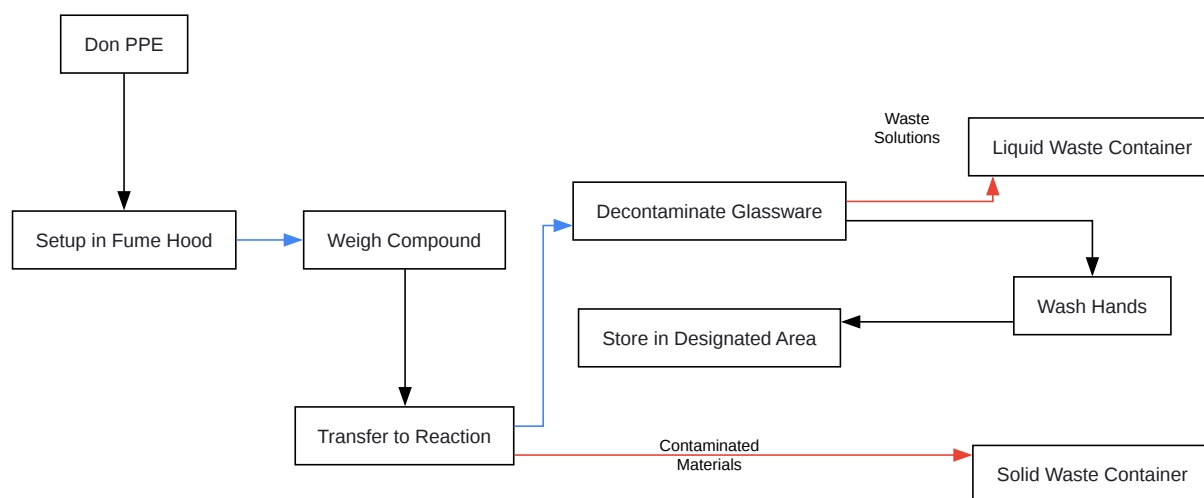 Don PPE
Waste
Solutions
Liquid Waste Container
Decontaminate Glassware
Setup in Fume Hood
Weigh Compound
Wash Hands
Store in Designated Area
Transfer to Reaction
Contaminated
Materials
Solid Waste Container